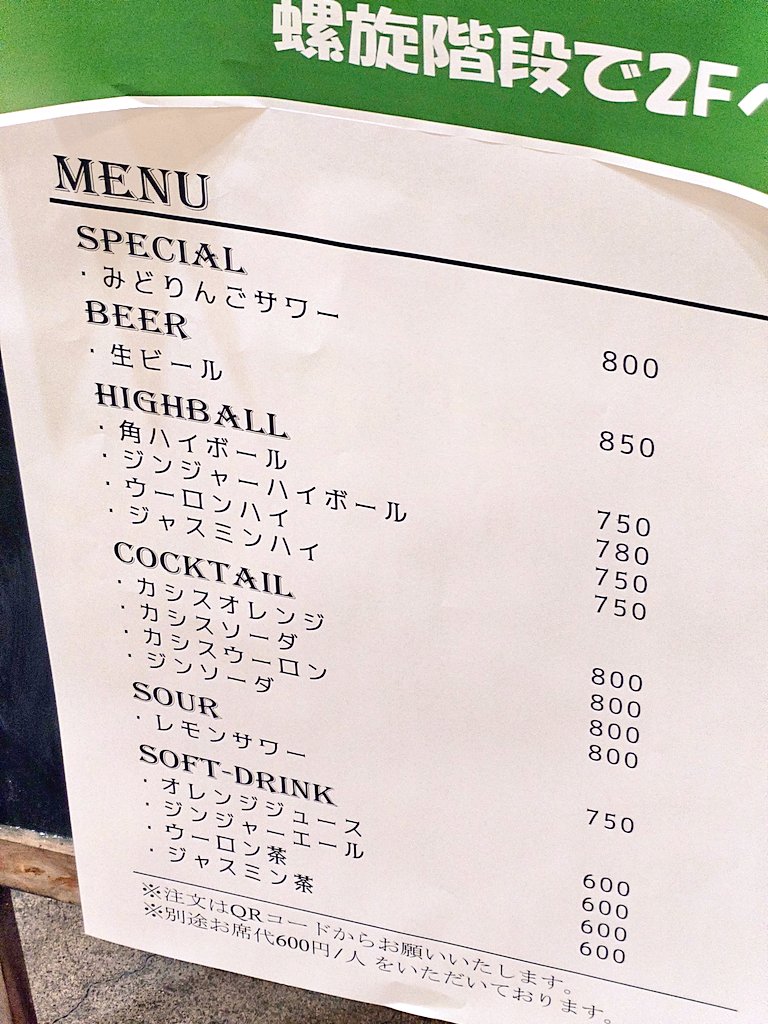 螺旋階段で2Fへ
MENU
SPECIAL
・みどりんごサワー 800
BEER
・生ビール 850
HIGHBALL
・角ハイボール 750
・ジンジャーハイボール 780
・ウーロンハイ 750
・ジャスミンハイ 750
COCKTAIL
・カシスオレンジ 800
・カシスソーダ 800
・カシスウーロン 800
・ジンソーダ 800
SOUR
・レモンサワー 750
SOFT-DRINK
・オレンジジュース 600
・ジンジャーエール 600
・ウーロン茶 600
・ジャスミン茶 600
※注文はQRコードからお願いいたします。
※別途お席代600円/人 をいただいております。